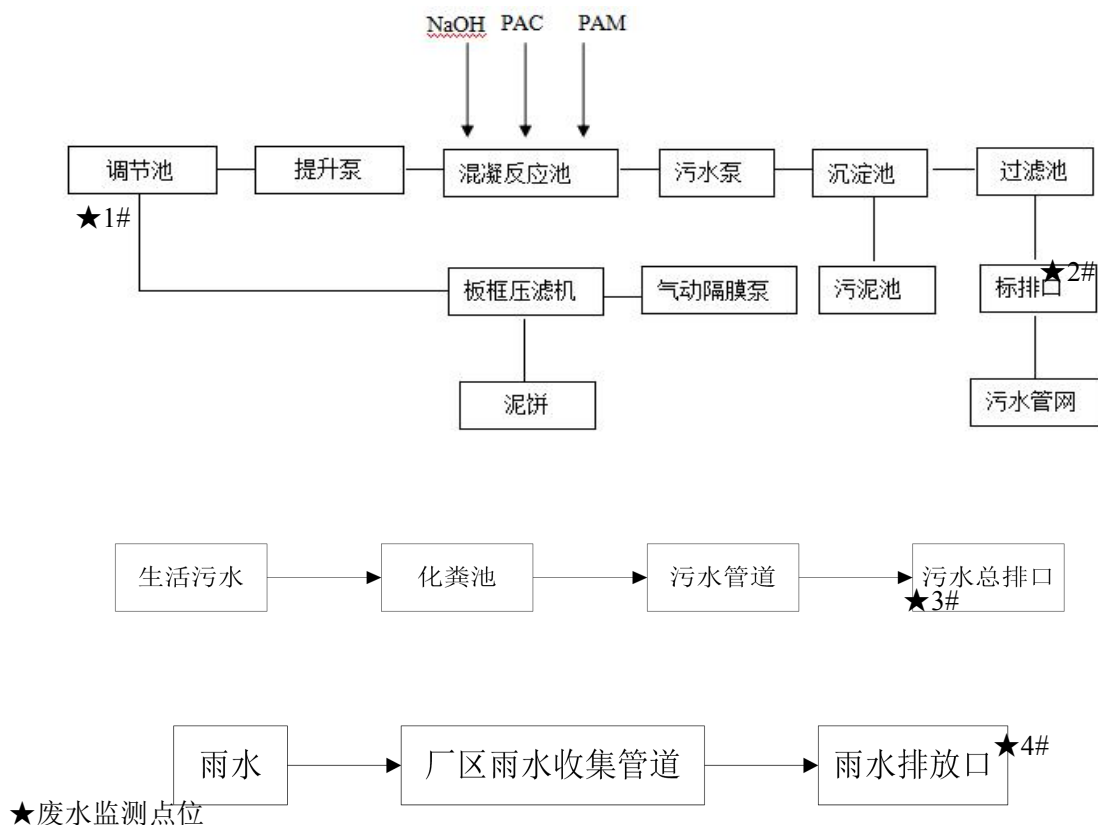 NaOH PAC PAM
调节池 提升泵 混凝反应池 污水泵 沉淀池 过滤池
★1#
板框压滤机 气动隔膜泵 污泥池 标排口 ★2#
泥饼 污水管网
生活污水 化粪池 污水管道 污水总排口
★3#
雨水 厂区雨水收集管道 雨水排放口 ★4#
★废水监测点位